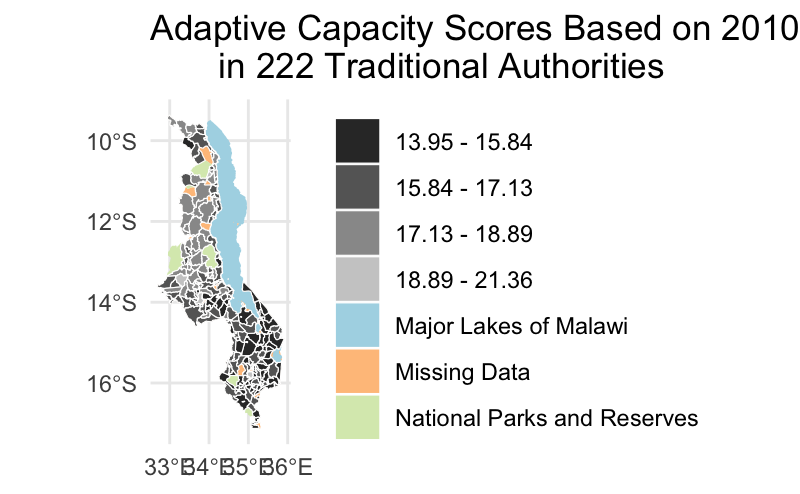 Adaptive Capacity Scores Based on 2010
in 222 Traditional Authorities
10°S
12°S
14°S
16°S
33°E 34°E 35°E 36°E
13.95 - 15.84
15.84 - 17.13
17.13 - 18.89
18.89 - 21.36
Major Lakes of Malawi
Missing Data
National Parks and Reserves